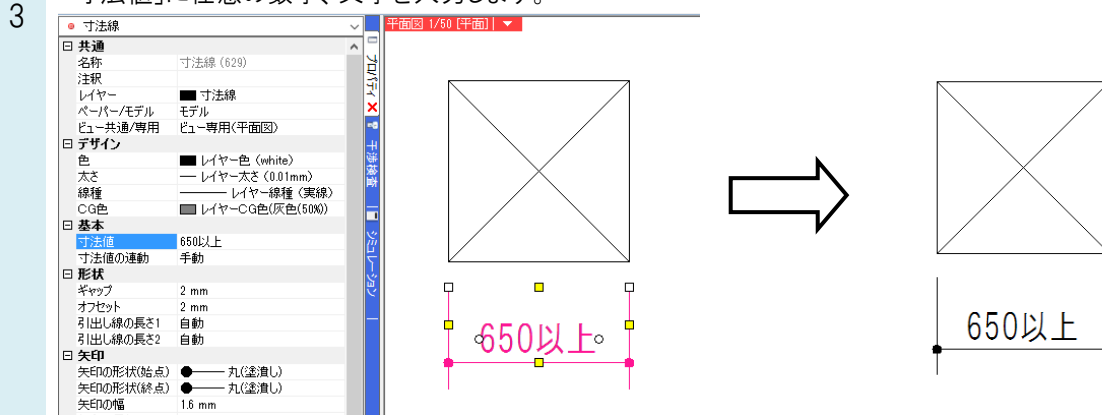 3
「寸法値」に任意の数字、文字を入力します。
寸法線
共通
名称 寸法線 (629)
注釈
レイヤー 寸法線
ペーパー/モデル モデル
ビュー共通/専用 ビュー専用(平面図)
デザイン
色 レイヤー色 (white)
太さ レイヤー太さ (0.01mm)
線種 レイヤー線種 (実線)
CG色 レイヤーCG色(灰色(50%))
基本
寸法値 650以上
寸法値の連動 手動
形状
ギャップ 2 mm
オフセット 2 mm
引出し線の長さ1 自動
引出し線の長さ2 自動
矢印
矢印の形状(始点) 丸(塗潰し)
矢印の形状(終点) 丸(塗潰し)
矢印の幅 1.6 mm
プロパティ
干渉検査
シミュレーション
平面図 1/50 [平面]
650以上
650以上